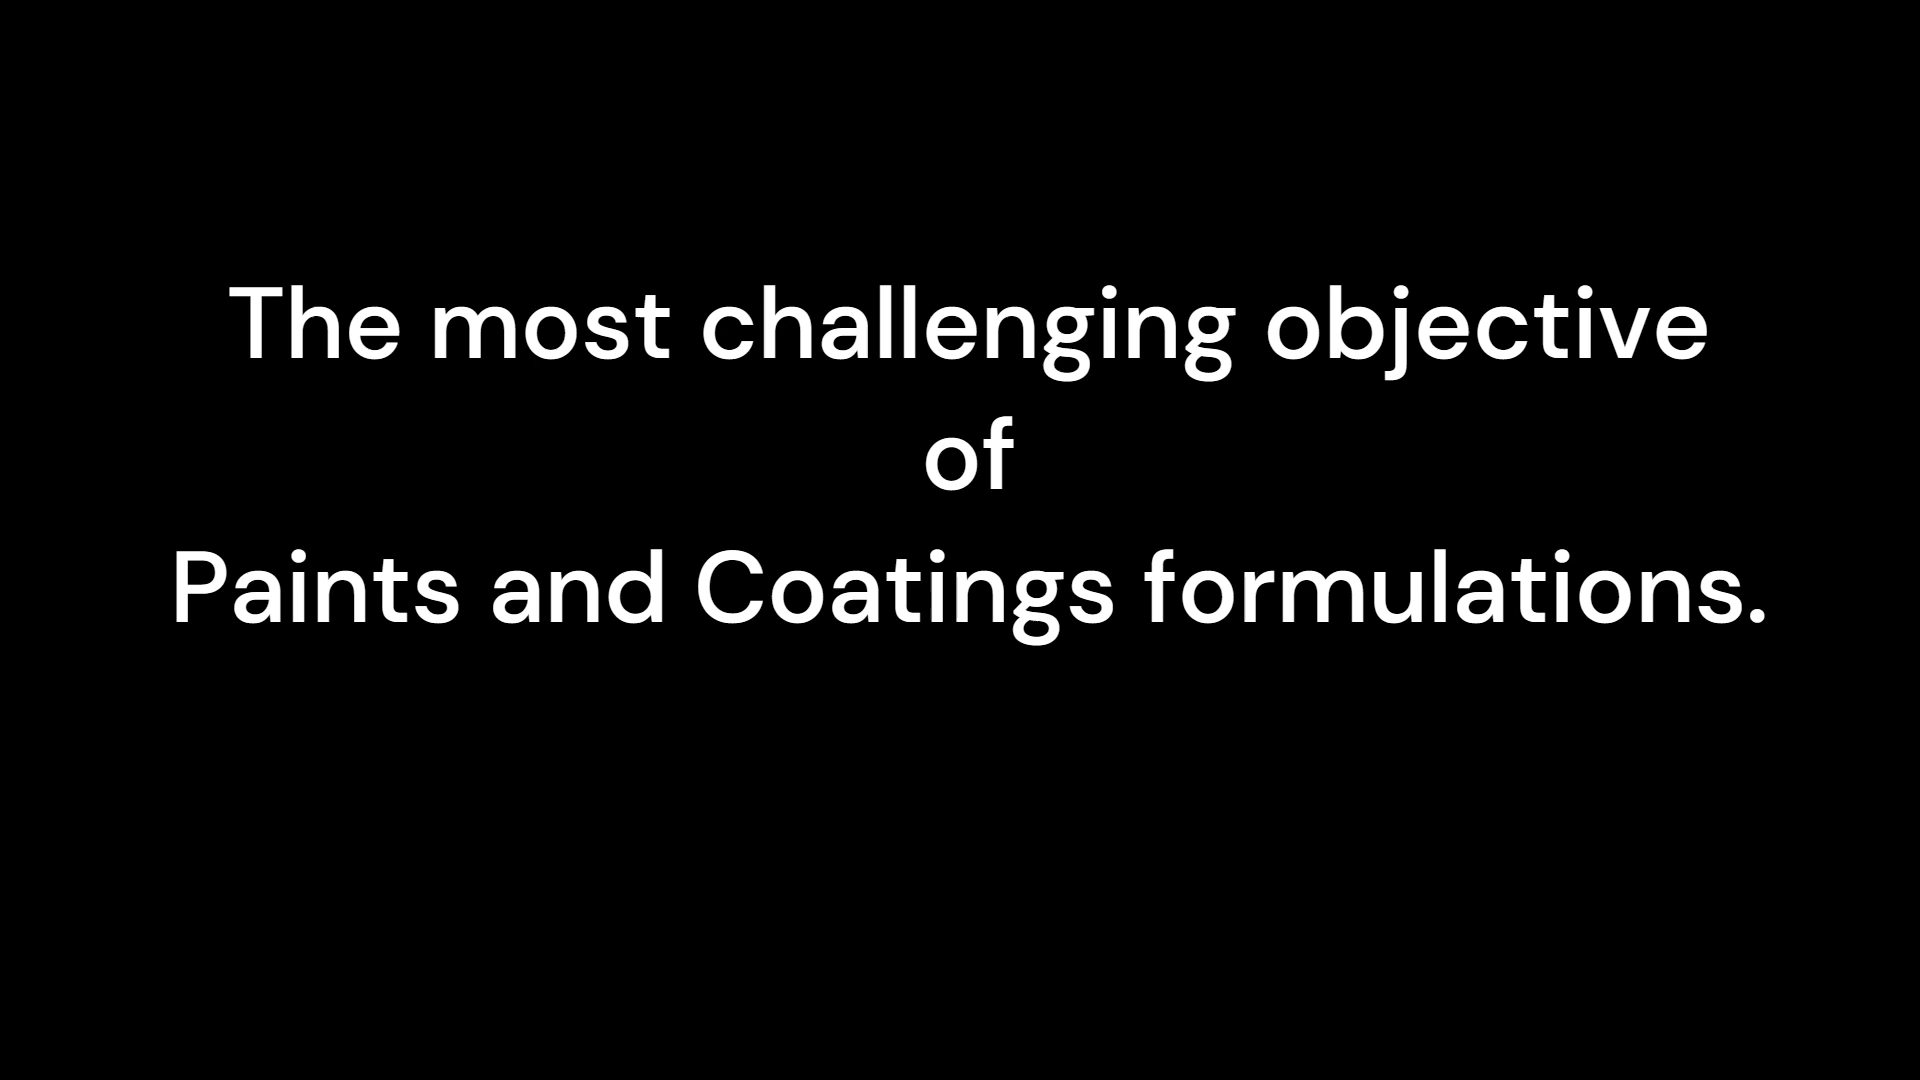 The most challenging objective
of
Paints and Coatings formulations.